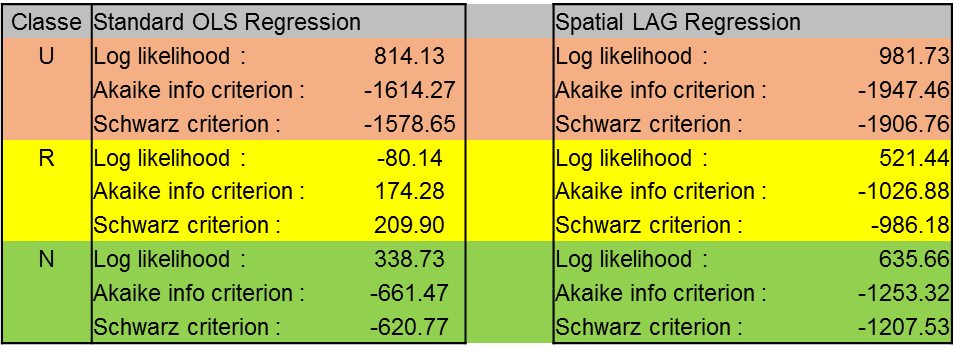 Classe Standard OLS Regression Spatial LAG Regression
U Log likelihood : 814.13 Log likelihood : 981.73
Akaike info criterion : -1614.27 Akaike info criterion : -1947.46
Schwarz criterion : -1578.65 Schwarz criterion : -1906.76
R Log likelihood : -80.14 Log likelihood : 521.44
Akaike info criterion : 174.28 Akaike info criterion : -1026.88
Schwarz criterion : 209.90 Schwarz criterion : -986.18
N Log likelihood : 338.73 Log likelihood : 635.66
Akaike info criterion : -661.47 Akaike info criterion : -1253.32
Schwarz criterion : -620.77 Schwarz criterion : -1207.53